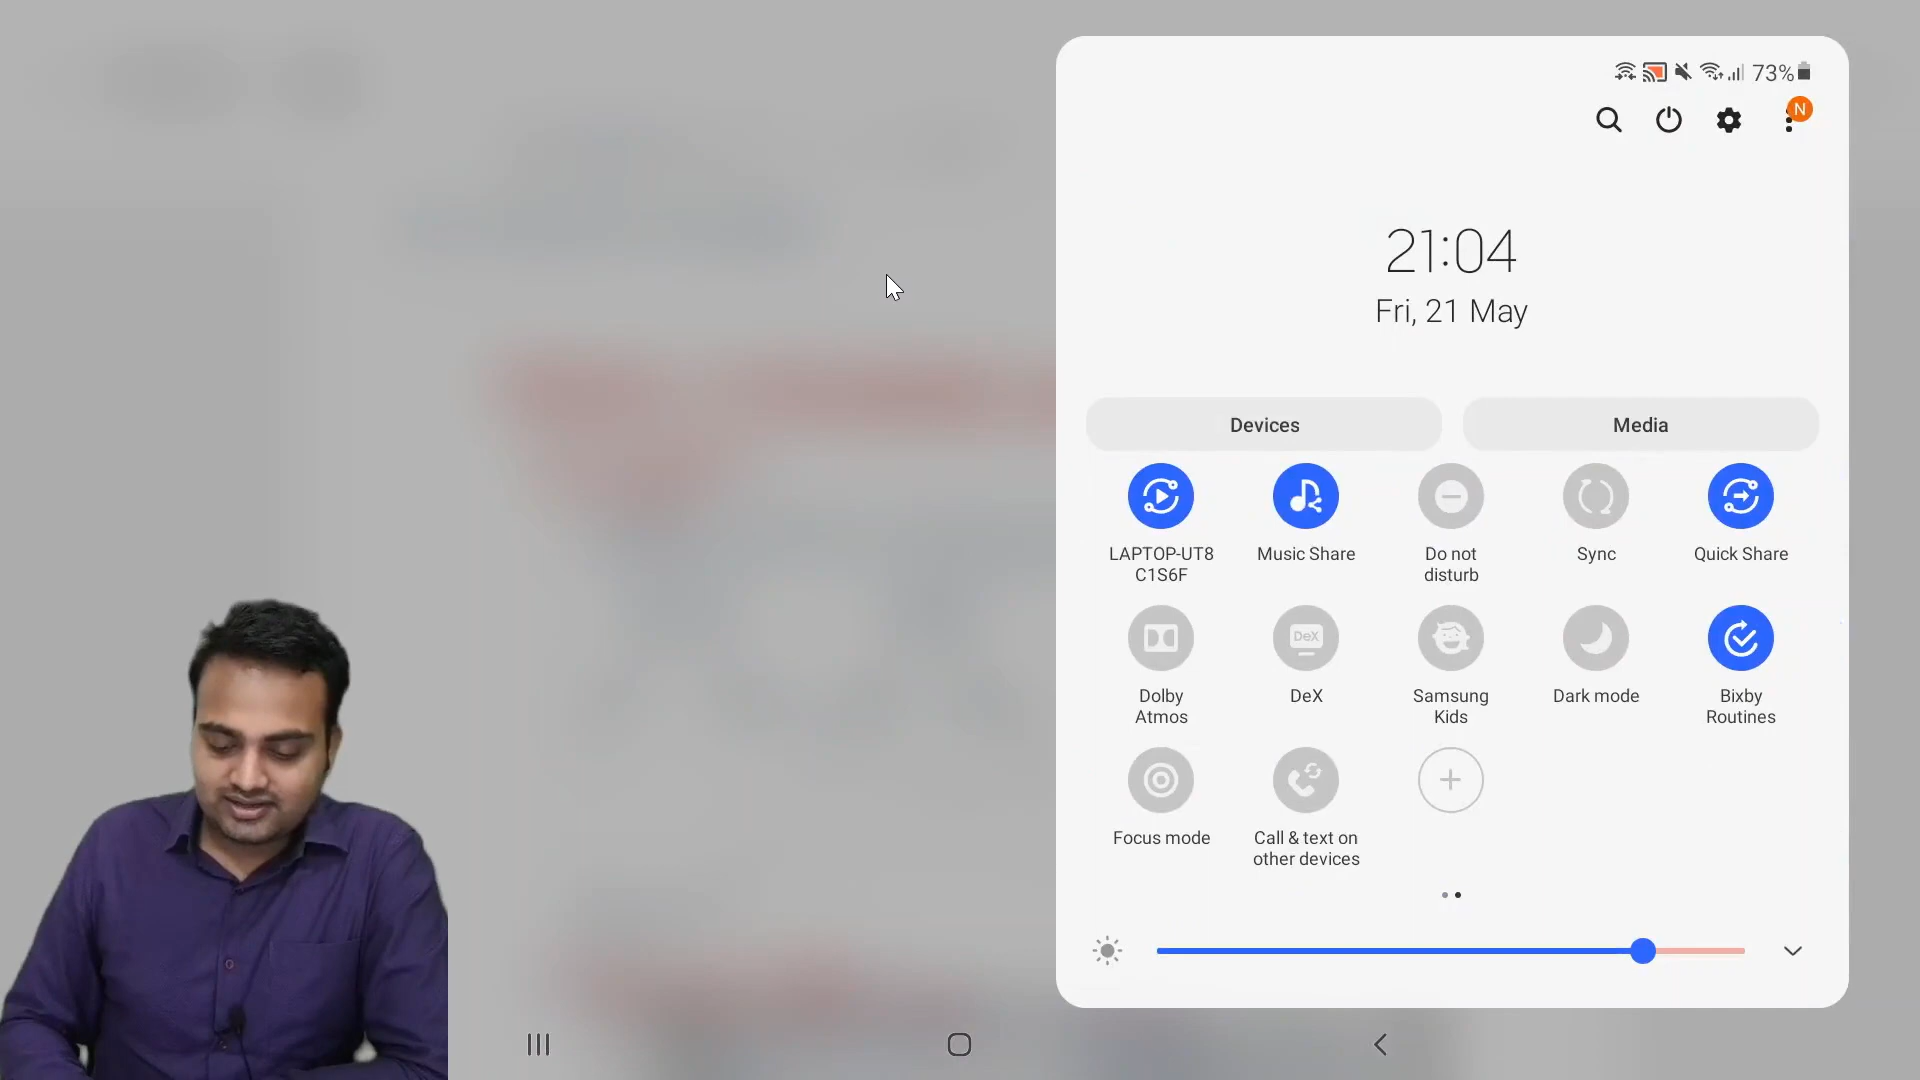 73%
N
21:04
Fri, 21 May
Devices
Media
LAPTOP-UT8
C1S6F
Music Share
Do not
disturb
Sync
Quick Share
Dolby
Atmos
DeX
DeX
Samsung
Kids
Dark mode
Bixby
Routines
Focus mode
Call & text on
other devices